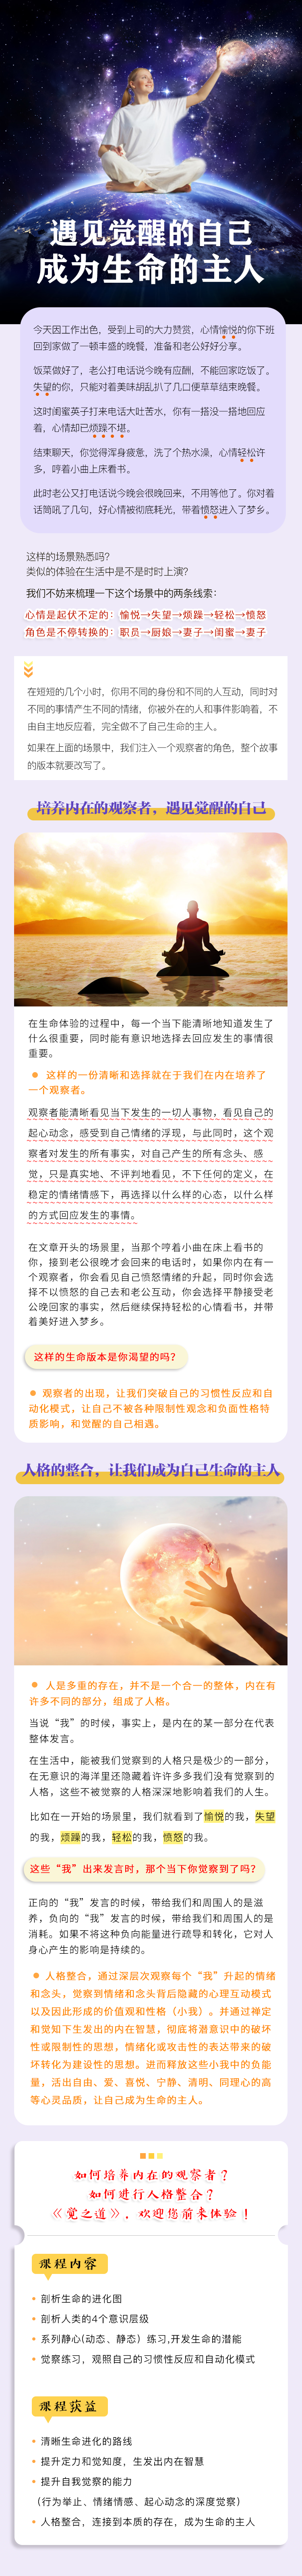 遇见觉醒的自己
成为生命的主人
今天因工作出色，受到上司的大力赞赏，心情愉悦的你下班
回到家做了一顿丰盛的晚餐，准备和老公好好分享。
饭菜做好了，老公打电话说今晚有应酬，不能回家吃饭了。
失望的你，只能对着美味胡乱扒了几口便草草结束晚餐。
这时闺蜜英子打来电话大吐苦水，你有一搭没一搭地回应
着，心情却已烦躁不堪。
结束聊天，你觉得浑身疲惫，洗了个热水澡，心情轻松许
多，哼着小曲上床看书。
此时老公又打电话说今晚会很晚回来，不用等他了。你对着
话筒吼了几句，好心情被彻底耗光，带着愤怒进入了梦乡。
这样的场景熟悉吗？
类似的体验在生活中是不是时时上演？
我们不妨来梳理一下这个场景中的两条线索：
心情是起伏不定的：愉悦→失望→烦躁→轻松→愤怒
角色是不停转换的：职员→厨娘→妻子→闺蜜→妻子
在短短的几个小时，你用不同的身份和不同的人互动，同时对
不同的事情产生不同的情绪，你被外在的人和事件影响着，不
由自主地反应着，完全做不了自己生命的主人。
如果在上面的场景中，我们注入一个观察者的角色，整个故事
的版本就要改写了。
培养内在的观察者，遇见觉醒的自己
在生命体验的过程中，每一个当下能清晰地知道发生了
什么很重要，同时能有意识地选择去回应发生的事情很
重要。
● 这样的一份清晰和选择就在于我们在内在培养了
一个观察者。
观察者能清晰看见当下发生的一切人事物，看见自己的
起心动念，感受到自己情绪的浮现，与此同时，这个观
察者对发生的所有事实，对自己产生的所有念头、感
觉，只是真实地、不评判地看见，不下任何的定义，在
稳定的情绪情感下，再选择以什么样的心态，以什么样
的方式回应发生的事情。
在文章开头的场景里，当那个哼着小曲在床上看书的
你，接到老公很晚才会回来的电话时，如果你内在有一
个观察者，你会看见自己愤怒情绪的升起，同时你会选
择不以愤怒的自己去和老公互动，你会选择平静接受老
公晚回家的事实，然后继续保持轻松的心情看书，并带
着美好进入梦乡。
这样的生命版本是你渴望的吗？
● 观察者的出现，让我们突破自己的习惯性反应和自
动化模式，让自己不被各种限制性观念和负面性格特
质影响，和觉醒的自己相遇。
人格的整合，让我们成为自己生命的主人
● 人是多重的存在，并不是一个合一的整体，内在有
许多不同的部分，组成了人格。
当说“我”的时候，事实上，是内在的某一部分在代表
整体发言。
在生活中，能被我们觉察到的人格只是极少的一部分，
在无意识的海洋里还隐藏着许许多多我们没有觉察到的
人格，这些不被觉察的人格深深地影响着我们的人生。
比如在一开始的场景里，我们就看到了愉悦的我，失望
的我，烦躁的我，轻松的我，愤怒的我。
这些“我”出来发言时，那个当下你觉察到了吗？
正向的“我”发言的时候，带给我们和周围人的是滋
养，负向的“我”发言的时候，带给我们和周围人的是
消耗。如果不将这种负向能量进行疏导和转化，它对人
身心产生的影响是持续的。
● 人格整合，通过深层次观察每个“我”升起的情绪
和念头，觉察到情绪和念头背后隐藏的心理互动模式
以及因此形成的价值观和性格（小我）。并通过禅定
和觉知下生发出的内在智慧，彻底将潜意识中的破坏
性或限制性的思想，情绪化或攻击性的表达带来的破
坏转化为建设性的思想。进而释放这些小我中的负能
量，活出自由、爱、喜悦、宁静、清明、同理心的高
等心灵品质，让自己成为生命的主人。
如何培养内在的观察者？
如何进行人格整合？
《觉之道》，欢迎您前来体验！
课程内容
剖析生命的进化图
剖析人类的4个意识层级
系列静心(动态、静态）练习,开发生命的潜能
觉察练习，观照自己的习惯性反应和自动化模式
课程获益
清晰生命进化的路线
提升定力和觉知度，生发出内在智慧
提升自我觉察的能力
（行为举止、情绪情感、起心动念的深度觉察）
人格整合，连接到本质的存在，成为生命的主人